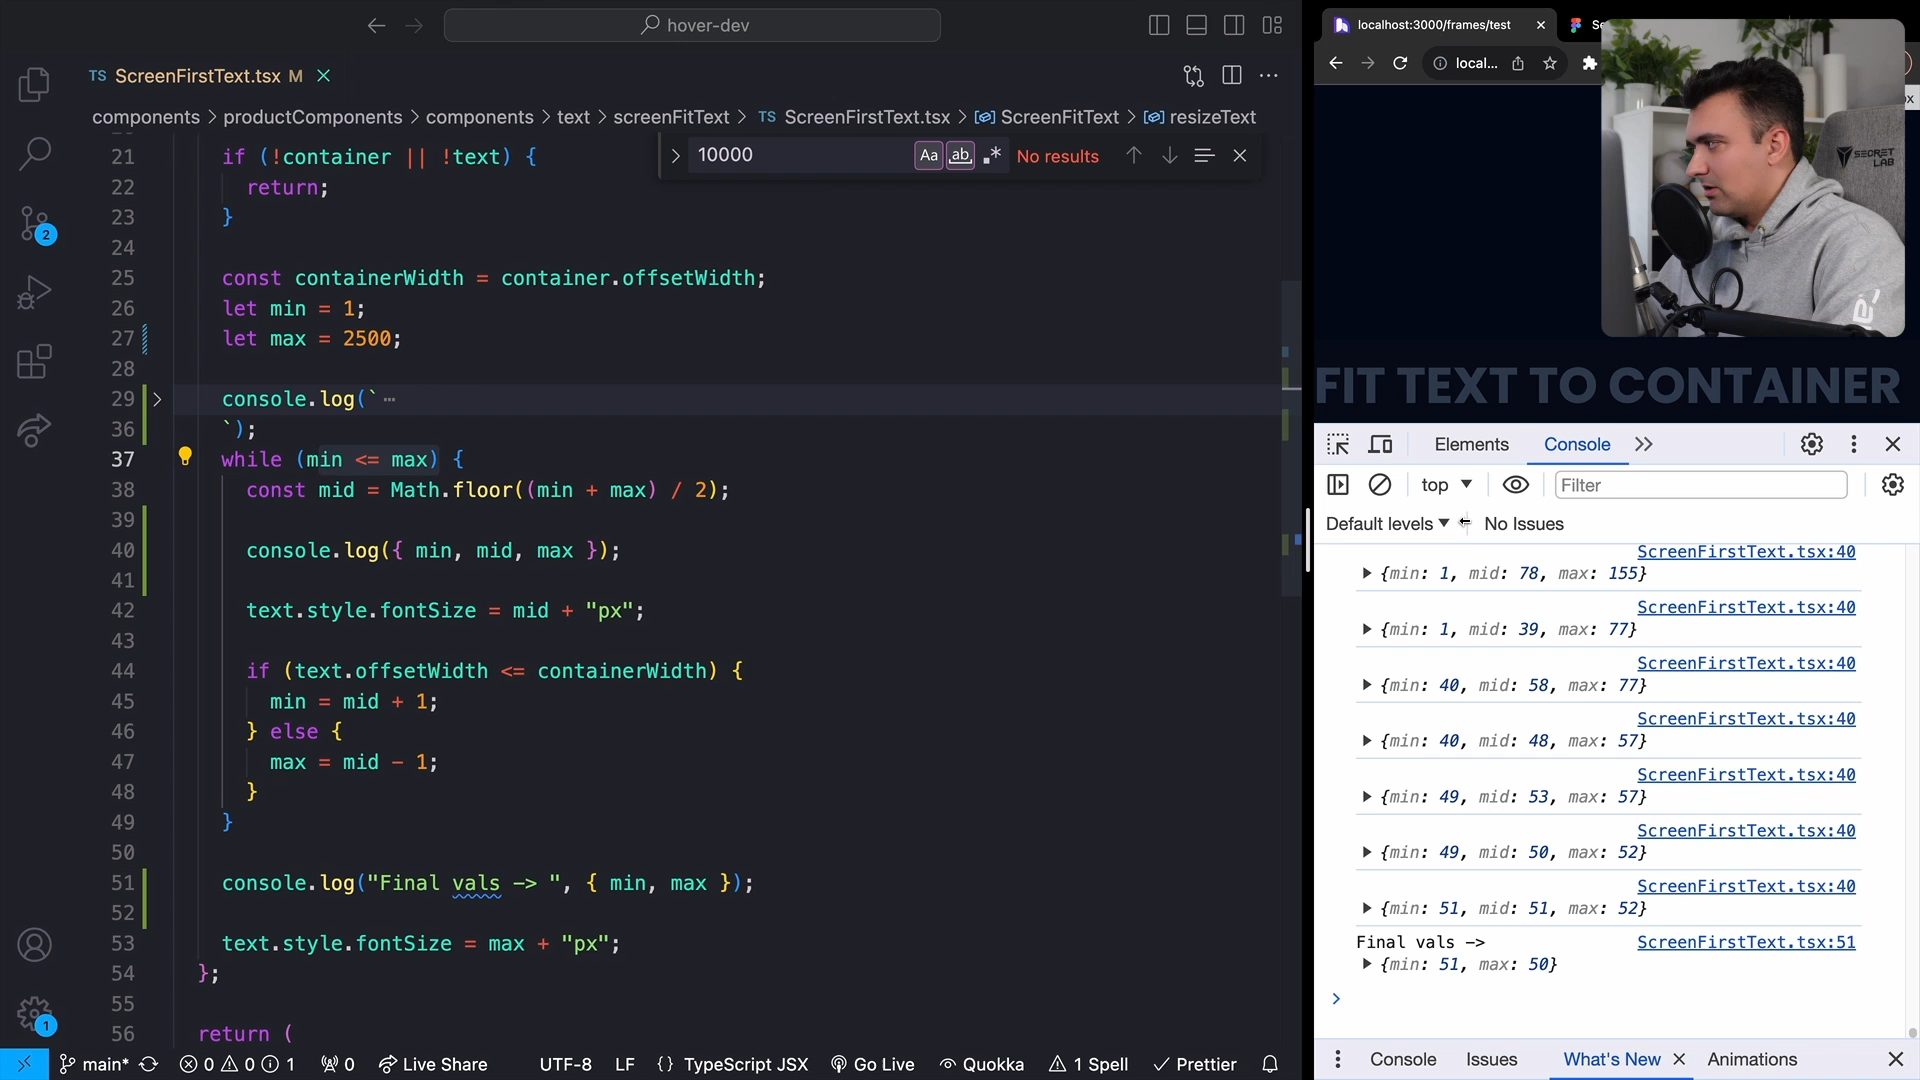 hover-dev
TS ScreenFirstText.tsx M
components > productComponents > components > text > screenFitText > TS ScreenFirstText.tsx > ScreenFitText > resizeText
10000
Aa ab .* No results
21 if (!container || !text) {
22 return;
23 }
24
25 const containerWidth = container.offsetWidth;
26 let min = 1;
27 let max = 2500;
28
29 console.log(` ⋯
36 `);
37 while (min <= max) {
38 const mid = Math.floor((min + max) / 2);
39
40 console.log({ min, mid, max });
41
42 text.style.fontSize = mid + "px";
43
44 if (text.offsetWidth <= containerWidth) {
45 min = mid + 1;
46 } else {
47 max = mid - 1;
48 }
49 }
50
51 console.log("Final vals -> ", { min, max });
52
53 text.style.fontSize = max + "px";
54 };
55
56 return (
2
1
main* 0 0 1 0 Live Share UTF-8 LF {} TypeScript JSX Go Live Quokka 1 Spell Prettier
localhost:3000/frames/test
Se
local...
ox
SECRET LAB
FIT TEXT TO CONTAINER
Elements Console
top Filter
Default levels No Issues
ScreenFirstText.tsx:40
{min: 1, mid: 78, max: 155}
ScreenFirstText.tsx:40
{min: 1, mid: 39, max: 77}
ScreenFirstText.tsx:40
{min: 40, mid: 58, max: 77}
ScreenFirstText.tsx:40
{min: 40, mid: 48, max: 57}
ScreenFirstText.tsx:40
{min: 49, mid: 53, max: 57}
ScreenFirstText.tsx:40
{min: 49, mid: 50, max: 52}
ScreenFirstText.tsx:40
{min: 51, mid: 51, max: 52}
Final vals -> ScreenFirstText.tsx:51
{min: 51, max: 50}
Console Issues What's New Animations